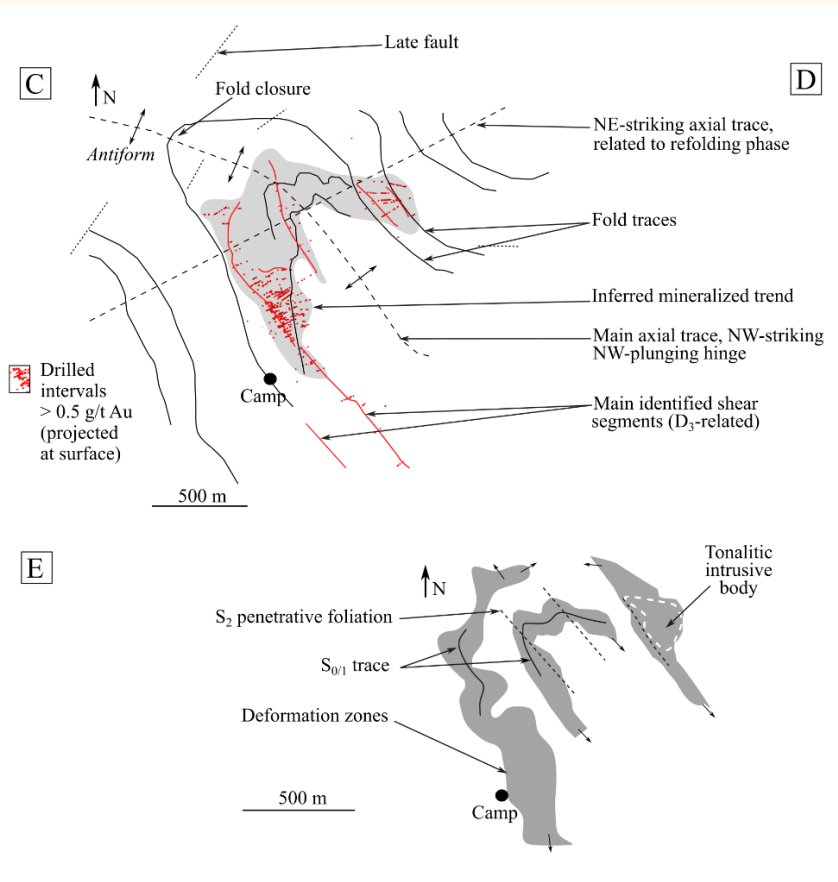 Late fault
C
D
N
Fold closure
NE-striking axial trace,
related to refolding phase
Antiform
Fold traces
Inferred mineralized trend
Main axial trace, NW-striking
NW-plunging hinge
Drilled
intervals
> 0.5 g/t Au
(projected
at surface)
Camp
Main identified shear
segments (D₃-related)
500 m
E
N
Tonalitic
intrusive
body
S₂ penetrative foliation
S₀/₁ trace
Deformation zones
500 m
Camp